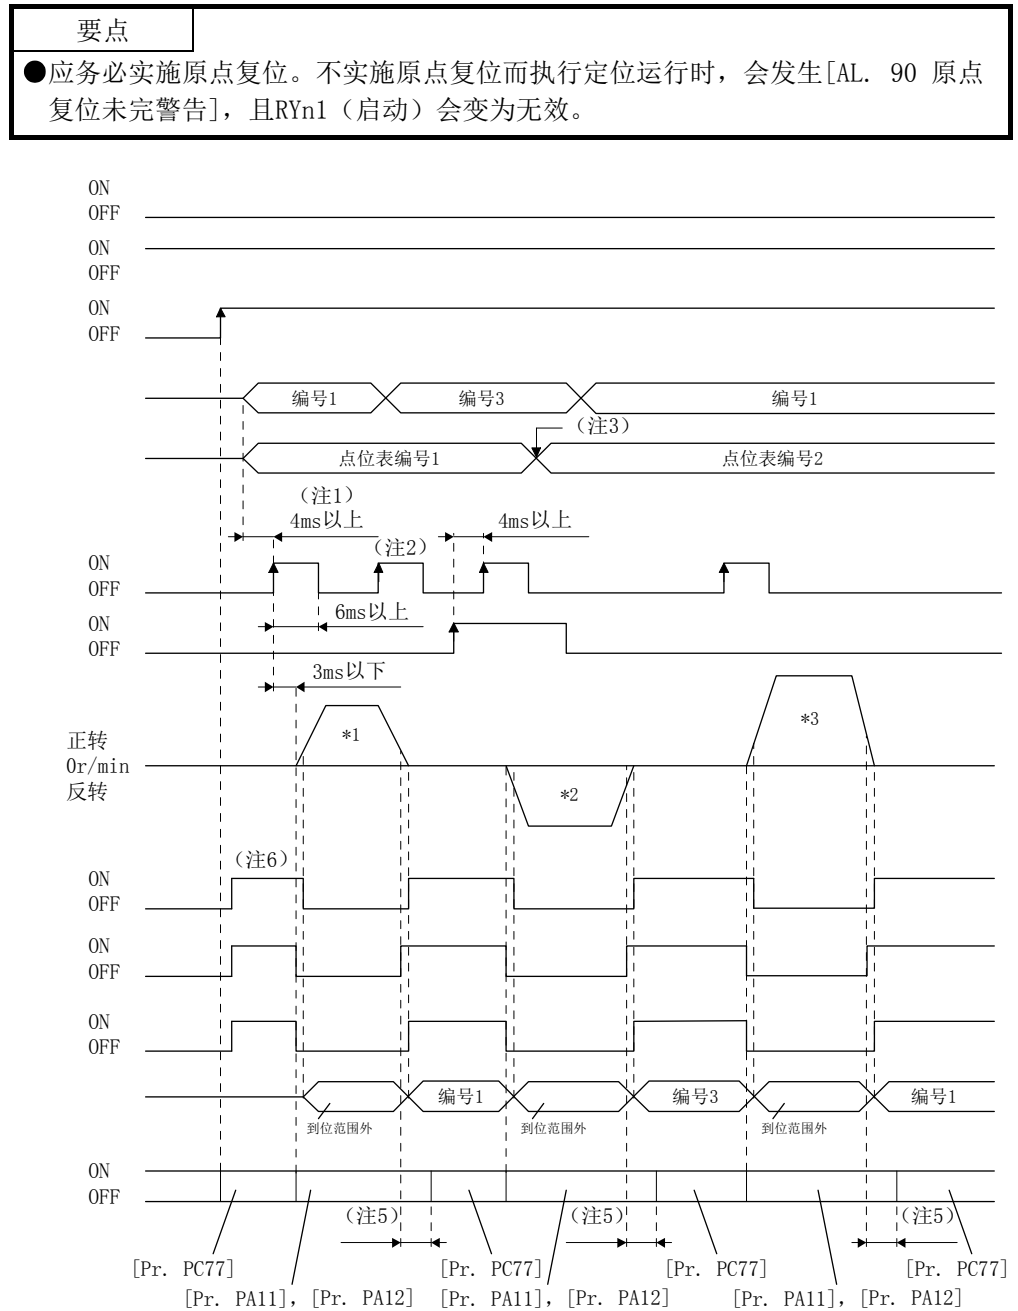 要点
●应务必实施原点复位。不实施原点复位而执行定位运行时，会发生[AL. 90 原点
复位未完警告]，且RYn1（启动）会变为无效。
ON
OFF
ON
OFF
ON
OFF
编号1 编号3 编号1
（注3）
点位表编号1 点位表编号2
（注1）
4ms以上 4ms以上
（注2）
ON
OFF
6ms以上
ON
OFF
3ms以下
*1 *3
正转
0r/min
反转
*2
（注6）
ON
OFF
ON
OFF
ON
OFF
编号1 编号3 编号1
到位范围外 到位范围外 到位范围外
ON
OFF
（注5） （注5） （注5）
[Pr. PC77] [Pr. PC77] [Pr. PC77] [Pr. PC77]
[Pr. PA11], [Pr. PA12] [Pr. PA11], [Pr. PA12] [Pr. PA11], [Pr. PA12]